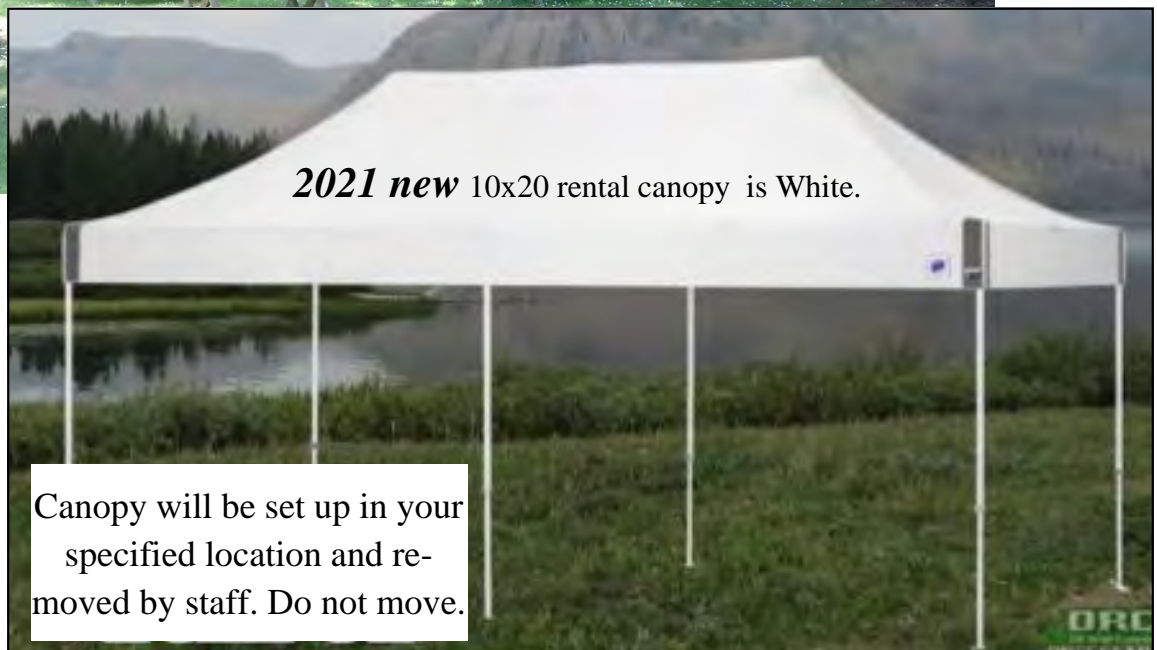 2021 new 10x20 rental canopy is White.
Canopy will be set up in your
specified location and re-
moved by staff. Do not move.
ORC